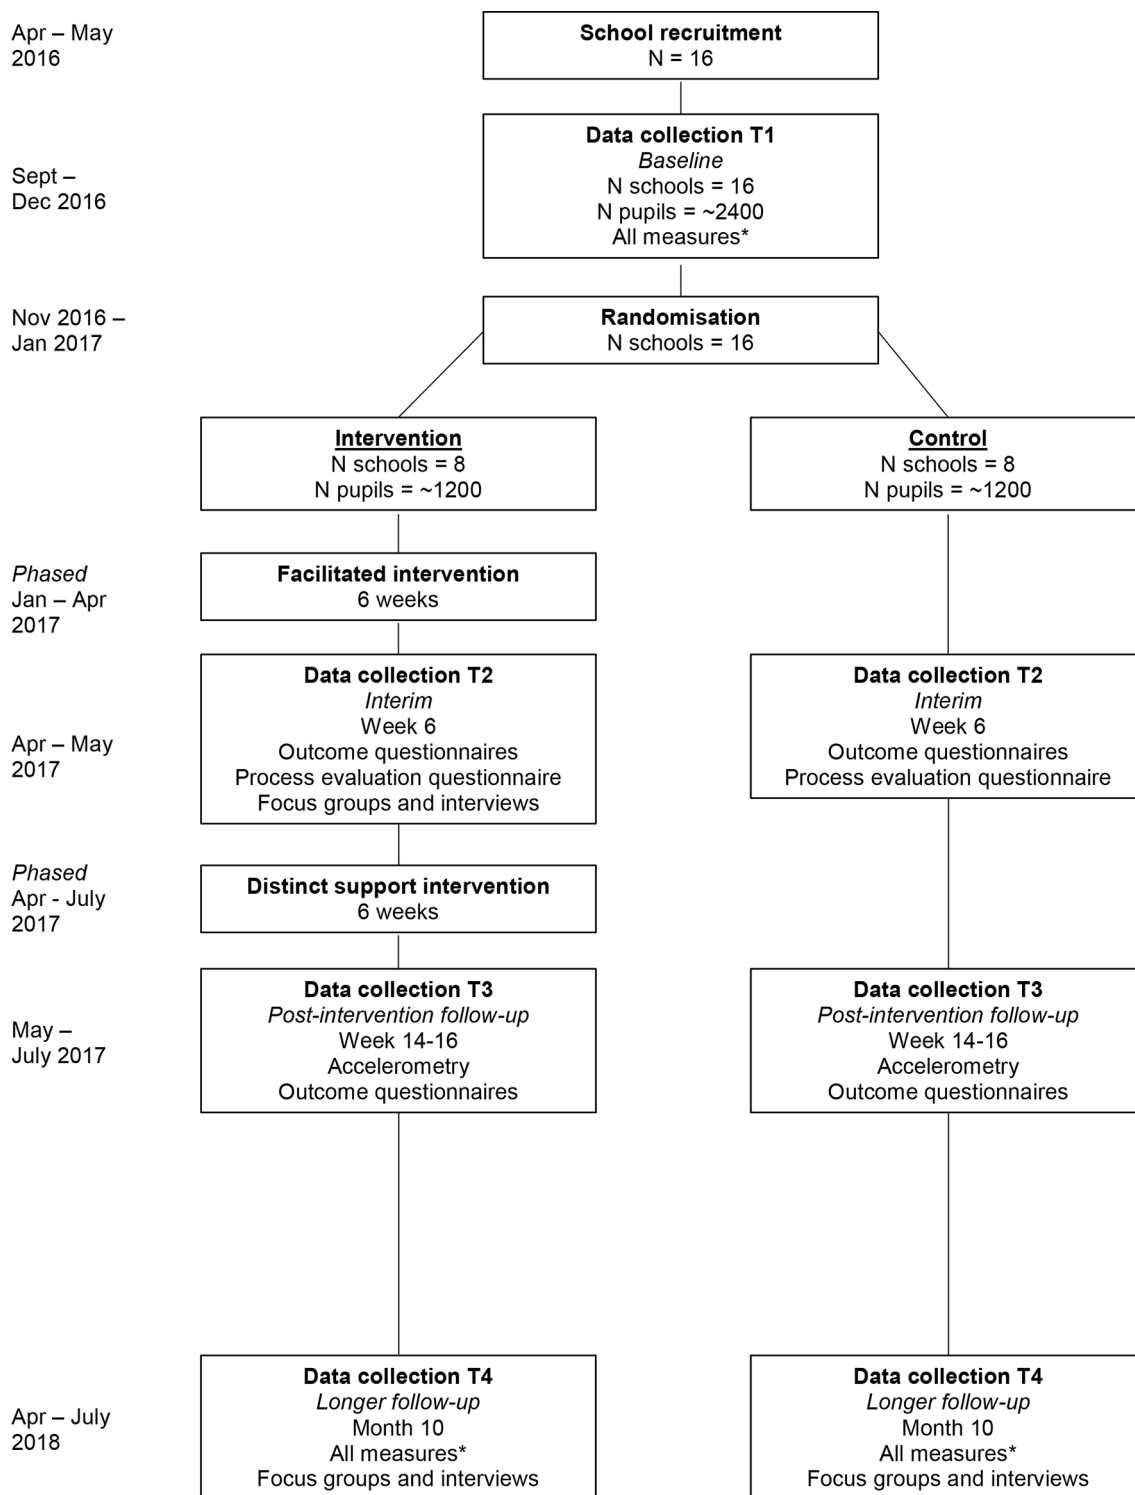 Apr – May
2016
School recruitment
N = 16
Sept –
Dec 2016
Data collection T1
Baseline
N schools = 16
N pupils = ~2400
All measures*
Nov 2016 –
Jan 2017
Randomisation
N schools = 16
Intervention
N schools = 8
N pupils = ~1200
Control
N schools = 8
N pupils = ~1200
Phased
Jan – Apr
2017
Facilitated intervention
6 weeks
Apr – May
2017
Data collection T2
Interim
Week 6
Outcome questionnaires
Process evaluation questionnaire
Focus groups and interviews
Data collection T2
Interim
Week 6
Outcome questionnaires
Process evaluation questionnaire
Phased
Apr - July
2017
Distinct support intervention
6 weeks
May –
July 2017
Data collection T3
Post-intervention follow-up
Week 14-16
Accelerometry
Outcome questionnaires
Data collection T3
Post-intervention follow-up
Week 14-16
Accelerometry
Outcome questionnaires
Apr – July
2018
Data collection T4
Longer follow-up
Month 10
All measures*
Focus groups and interviews
Data collection T4
Longer follow-up
Month 10
All measures*
Focus groups and interviews